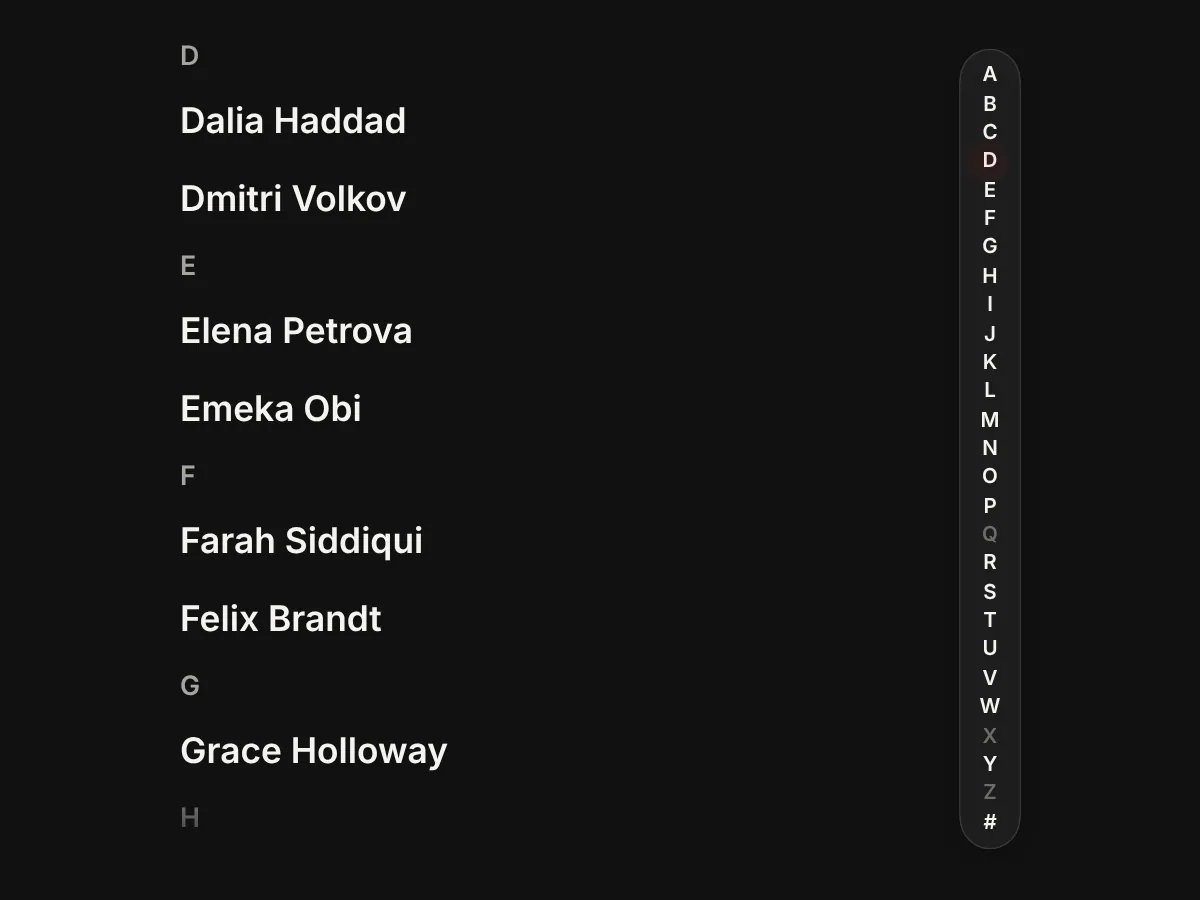 D
Dalia Haddad
Dmitri Volkov
E
Elena Petrova
Emeka Obi
F
Farah Siddiqui
Felix Brandt
G
Grace Holloway
H
A
B
C
D
E
F
G
H
I
J
K
L
M
N
O
P
Q
R
S
T
U
V
W
X
Y
Z
#